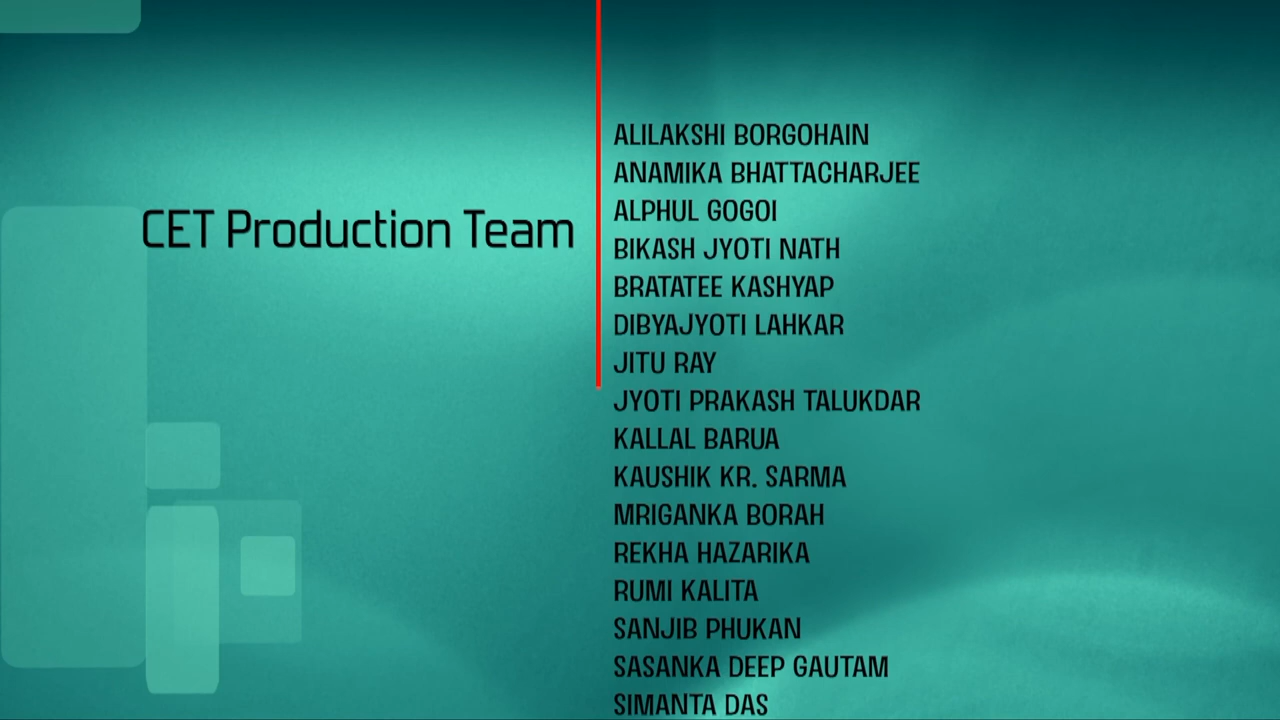 CET Production Team
ALILAKSHI BORGOHAIN
ANAMIKA BHATTACHARJEE
ALPHUL GOGOI
BIKASH JYOTI NATH
BRATATEE KASHYAP
DIBYAJYOTI LAHKAR
JITU RAY
JYOTI PRAKASH TALUKDAR
KALLAL BARUA
KAUSHIK KR. SARMA
MRIGANKA BORAH
REKHA HAZARIKA
RUMI KALITA
SANJIB PHUKAN
SASANKA DEEP GAUTAM
SIMANTA DAS